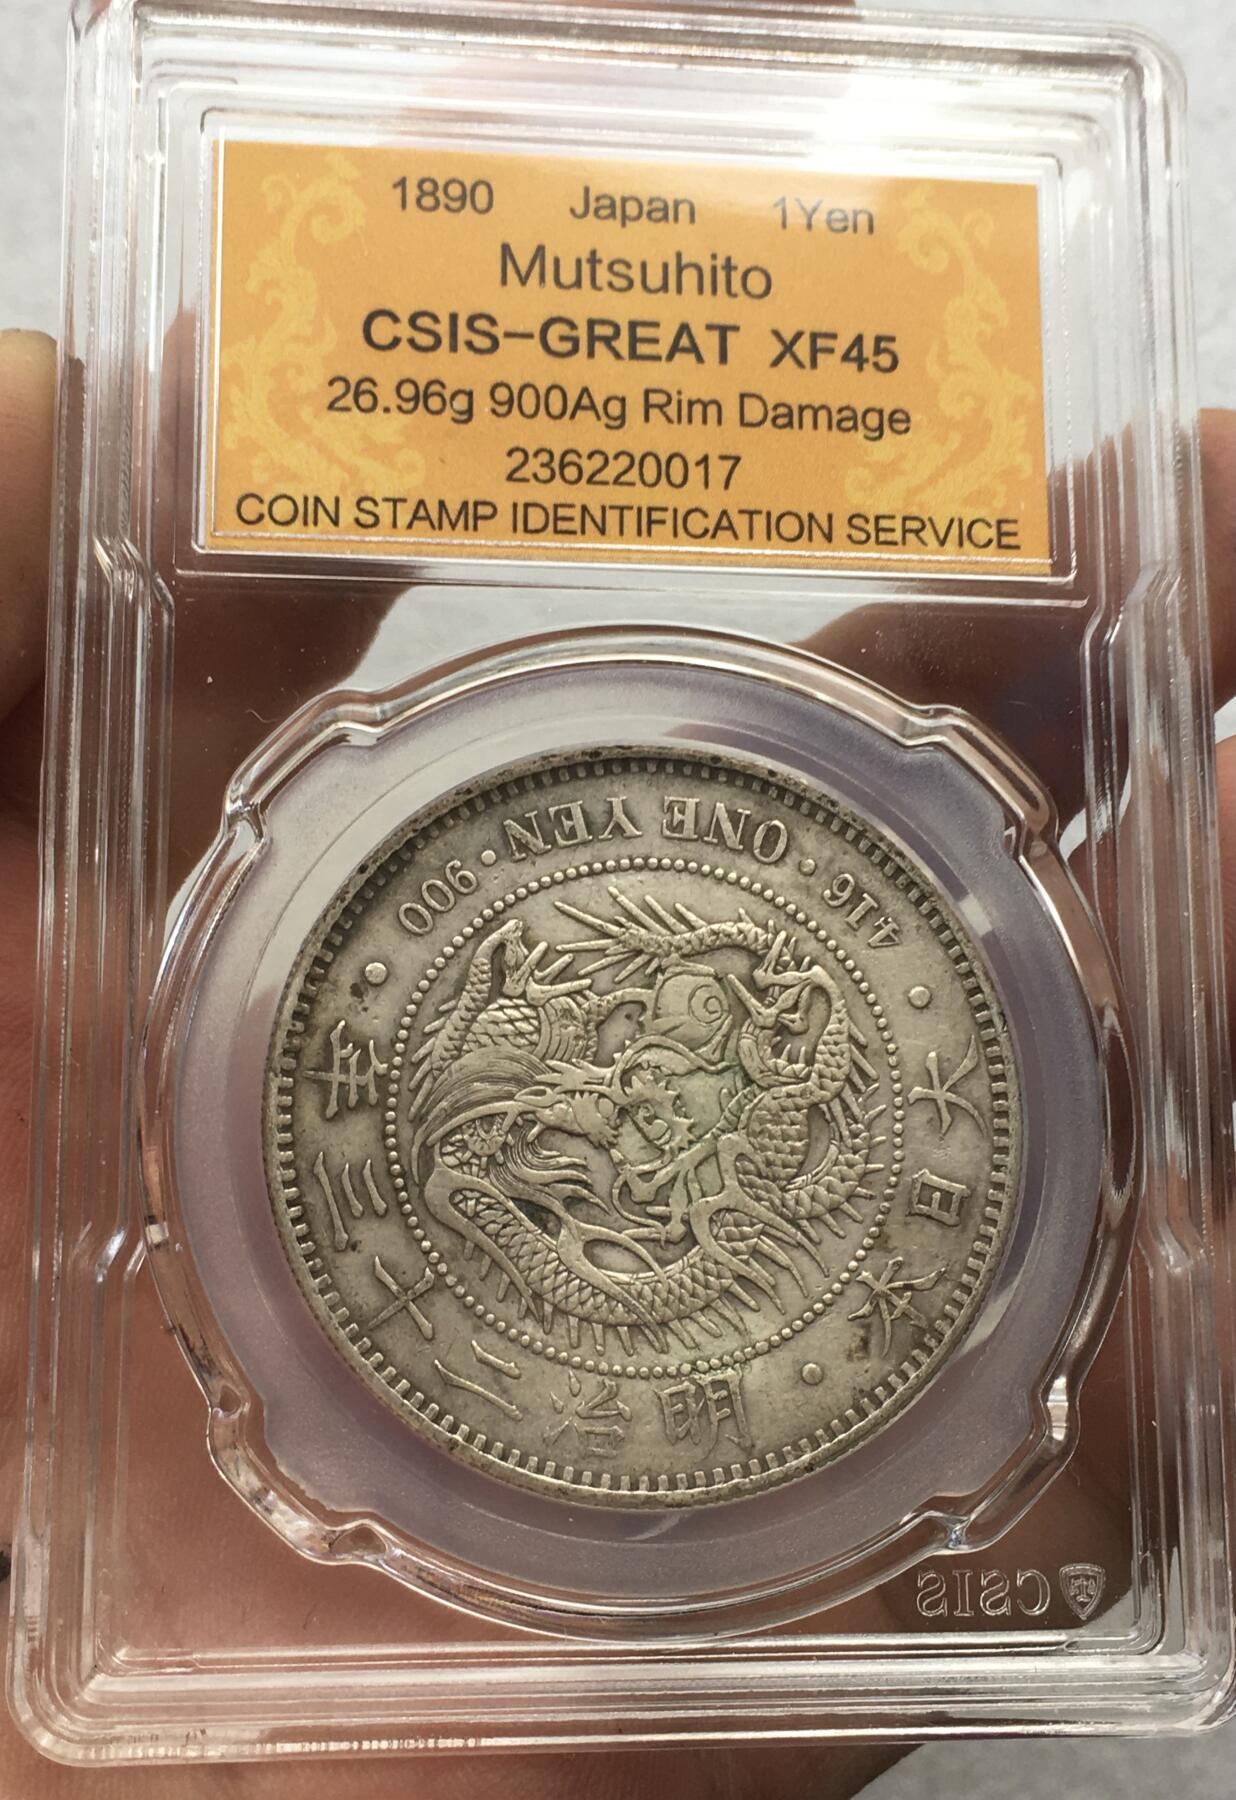 1890 Japan 1Yen
Mutsuhito
CSIS-GREAT XF45
26.96g 900Ag Rim Damage
236220017
COIN STAMP IDENTIFICATION SERVICE
416 · ONE YEN · 900
大日本 · 明治二十三年
CSIS